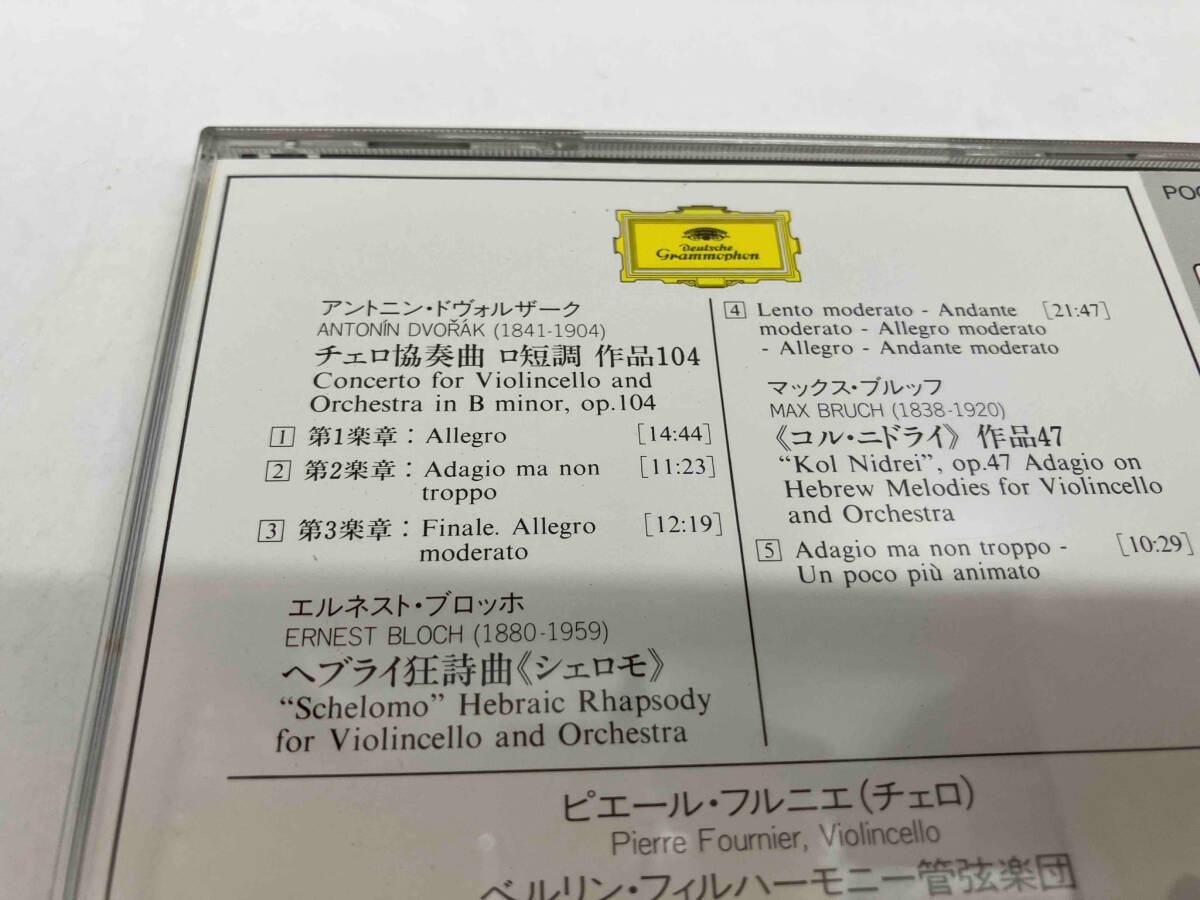 Deutsche
Grammophon
アントニン・ドヴォルザーク
ANTONÍN DVOŘÁK (1841-1904)
チェロ協奏曲 ロ短調 作品104
Concerto for Violincello and
Orchestra in B minor, op.104
1 第1楽章：Allegro [14:44]
2 第2楽章：Adagio ma non [11:23]
troppo
3 第3楽章：Finale. Allegro [12:19]
moderato
エルネスト・ブロッホ
ERNEST BLOCH (1880-1959)
ヘブライ狂詩曲《シェロモ》
“Schelomo” Hebraic Rhapsody
for Violincello and Orchestra
4 Lento moderato - Andante [21:47]
moderato - Allegro moderato
- Allegro - Andante moderato
マックス・ブルッフ
MAX BRUCH (1838-1920)
《コル・ニドライ》 作品47
“Kol Nidrei”, op.47 Adagio on
Hebrew Melodies for Violincello
and Orchestra
5 Adagio ma non troppo - [10:29]
Un poco più animato
ピエール・フルニエ（チェロ）
Pierre Fournier, Violincello
ベルリン・フィルハーモニー管弦楽団